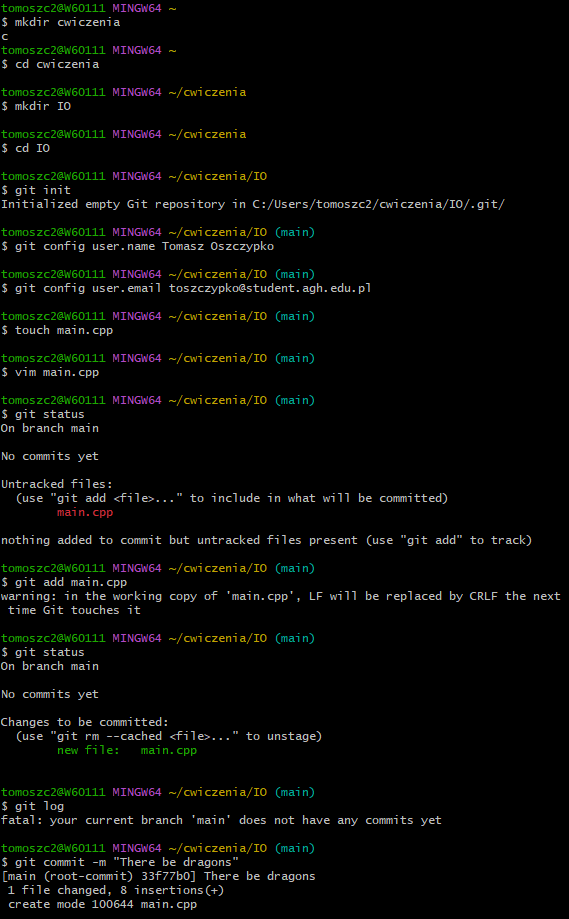 tomoszc2@W60111 MINGW64 ~
$ mkdir cwiczenia
c
tomoszc2@W60111 MINGW64 ~
$ cd cwiczenia
tomoszc2@W60111 MINGW64 ~/cwiczenia
$ mkdir IO
tomoszc2@W60111 MINGW64 ~/cwiczenia
$ cd IO
tomoszc2@W60111 MINGW64 ~/cwiczenia/IO
$ git init
Initialized empty Git repository in C:/Users/tomoszc2/cwiczenia/IO/.git/
tomoszc2@W60111 MINGW64 ~/cwiczenia/IO (main)
$ git config user.name Tomasz Oszczypko
tomoszc2@W60111 MINGW64 ~/cwiczenia/IO (main)
$ git config user.email toszczypko@student.agh.edu.pl
tomoszc2@W60111 MINGW64 ~/cwiczenia/IO (main)
$ touch main.cpp
tomoszc2@W60111 MINGW64 ~/cwiczenia/IO (main)
$ vim main.cpp
tomoszc2@W60111 MINGW64 ~/cwiczenia/IO (main)
$ git status
On branch main
No commits yet
Untracked files:
  (use "git add <file>..." to include in what will be committed)
        main.cpp
nothing added to commit but untracked files present (use "git add" to track)
tomoszc2@W60111 MINGW64 ~/cwiczenia/IO (main)
$ git add main.cpp
warning: in the working copy of 'main.cpp', LF will be replaced by CRLF the next
 time Git touches it
tomoszc2@W60111 MINGW64 ~/cwiczenia/IO (main)
$ git status
On branch main
No commits yet
Changes to be committed:
  (use "git rm --cached <file>..." to unstage)
        new file:   main.cpp
tomoszc2@W60111 MINGW64 ~/cwiczenia/IO (main)
$ git log
fatal: your current branch 'main' does not have any commits yet
tomoszc2@W60111 MINGW64 ~/cwiczenia/IO (main)
$ git commit -m "There be dragons"
[main (root-commit) 33f77b0] There be dragons
 1 file changed, 8 insertions(+)
 create mode 100644 main.cpp